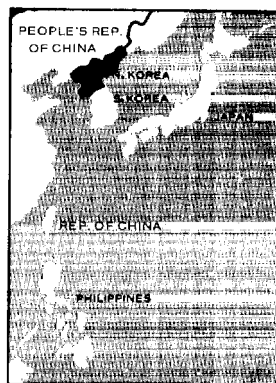 PEOPLE'S REP.
OF CHINA
N. KOREA
S. KOREA
JAPAN
REP. OF CHINA
PHILIPPINES